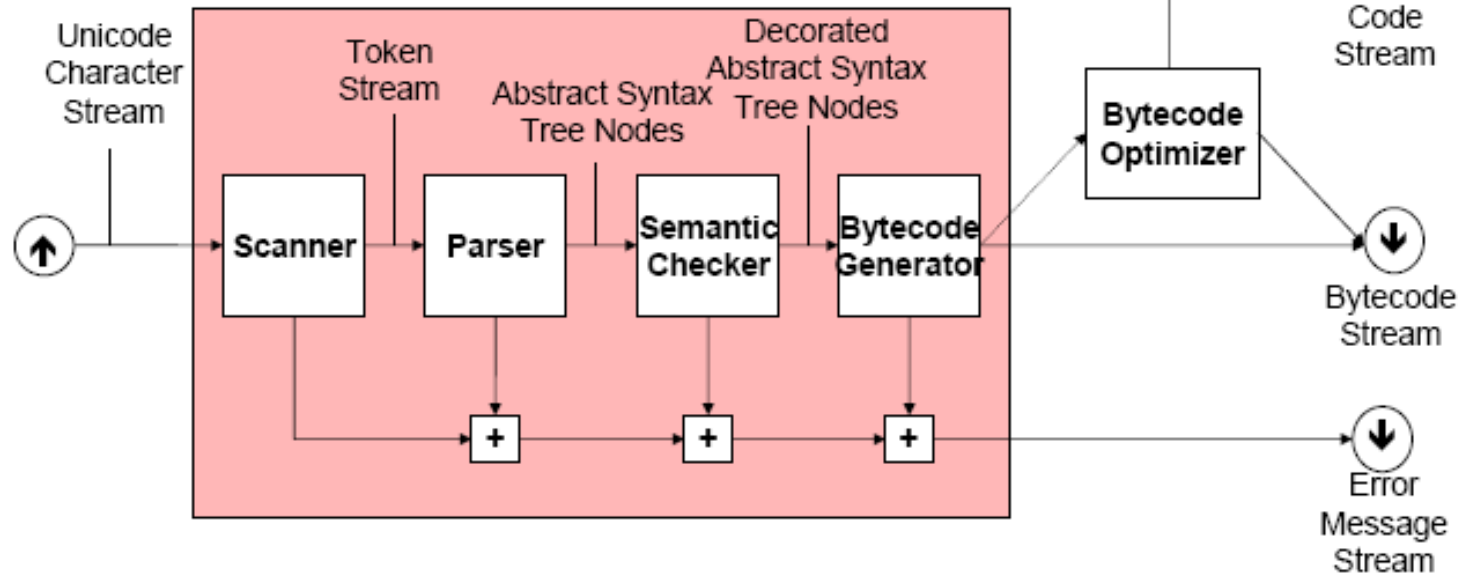 Unicode
Character
Stream
Token
Stream
Abstract Syntax
Tree Nodes
Decorated
Abstract Syntax
Tree Nodes
Code
Stream
Bytecode
Optimizer
Scanner
Parser
Semantic
Checker
Bytecode
Generator
Bytecode
Stream
+
+
+
Error
Message
Stream